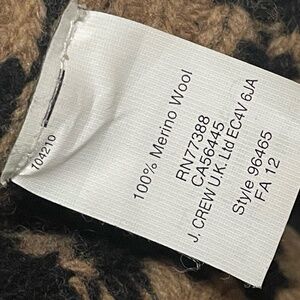 104210
100% Merino Wool
RN77388
CA56445
J. CREW U.K. Ltd EC4V 6JA
Style 96465
FA 12